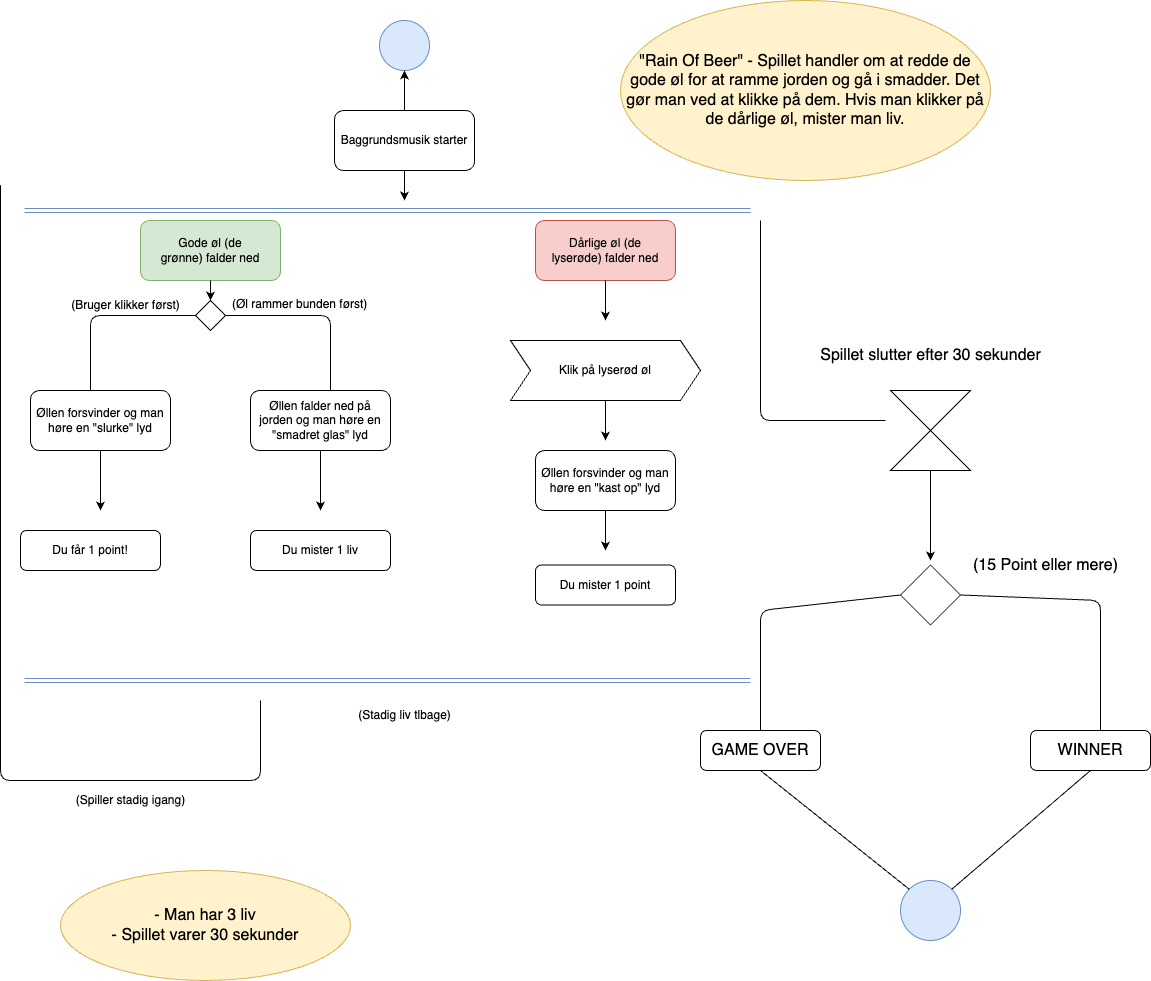 "Rain Of Beer" - Spillet handler om at redde de
gode øl for at ramme jorden og gå i smadder. Det
gør man ved at klikke på dem. Hvis man klikker på
de dårlige øl, mister man liv.
Baggrundsmusik starter
Gode øl (de
grønne) falder ned
Dårlige øl (de
lyserøde) falder ned
(Bruger klikker først)
(Øl rammer bunden først)
Spillet slutter efter 30 sekunder
Klik på lyserød øl
Øllen forsvinder og man
høre en "slurke" lyd
Øllen falder ned på
jorden og man høre en
"smadret glas" lyd
Øllen forsvinder og man
høre en "kast op" lyd
Du får 1 point!
Du mister 1 liv
Du mister 1 point
(15 Point eller mere)
(Stadig liv tlbage)
GAME OVER
WINNER
(Spiller stadig igang)
- Man har 3 liv
- Spillet varer 30 sekunder